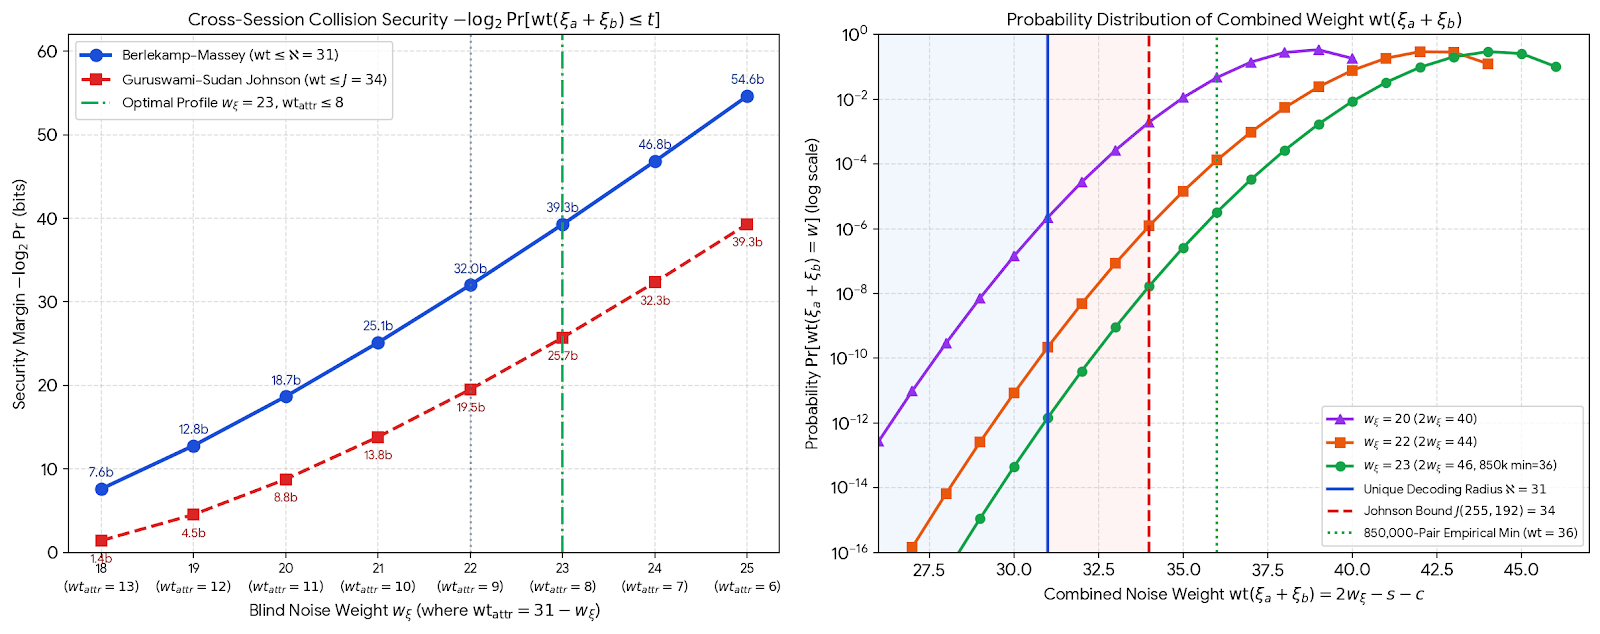 Cross-Session Collision Security −log₂ Pr[wt(ξₐ + ξ_b) ≤ t]
Security Margin −log₂ Pr (bits)
60
50
40
30
20
10
0
Berlekamp–Massey (wt ≤ ℵ = 31)
Guruswami–Sudan Johnson (wt ≤ J = 34)
Optimal Profile w_ξ = 23, wt_attr ≤ 8
7.6b
12.8b
18.7b
25.1b
32.0b
39.3b
46.8b
54.6b
1.4b
4.5b
8.8b
13.8b
19.5b
25.7b
32.3b
39.3b
18 19 20 21 22 23 24 25
(wt_attr = 13) (wt_attr = 12) (wt_attr = 11) (wt_attr = 10) (wt_attr = 9) (wt_attr = 8) (wt_attr = 7) (wt_attr = 6)
Blind Noise Weight w_ξ (where wt_attr = 31 − w_ξ)
Probability Distribution of Combined Weight wt(ξₐ + ξ_b)
Probability Pr[wt(ξₐ + ξ_b) = w] (log scale)
10⁰
10⁻²
10⁻⁴
10⁻⁶
10⁻⁸
10⁻¹⁰
10⁻¹²
10⁻¹⁴
10⁻¹⁶
w_ξ = 20 (2w_ξ = 40)
w_ξ = 22 (2w_ξ = 44)
w_ξ = 23 (2w_ξ = 46, 850k min=36)
Unique Decoding Radius ℵ = 31
Johnson Bound J(255, 192) = 34
850,000-Pair Empirical Min (wt = 36)
27.5 30.0 32.5 35.0 37.5 40.0 42.5 45.0
Combined Noise Weight wt(ξₐ + ξ_b) = 2w_ξ − s − c